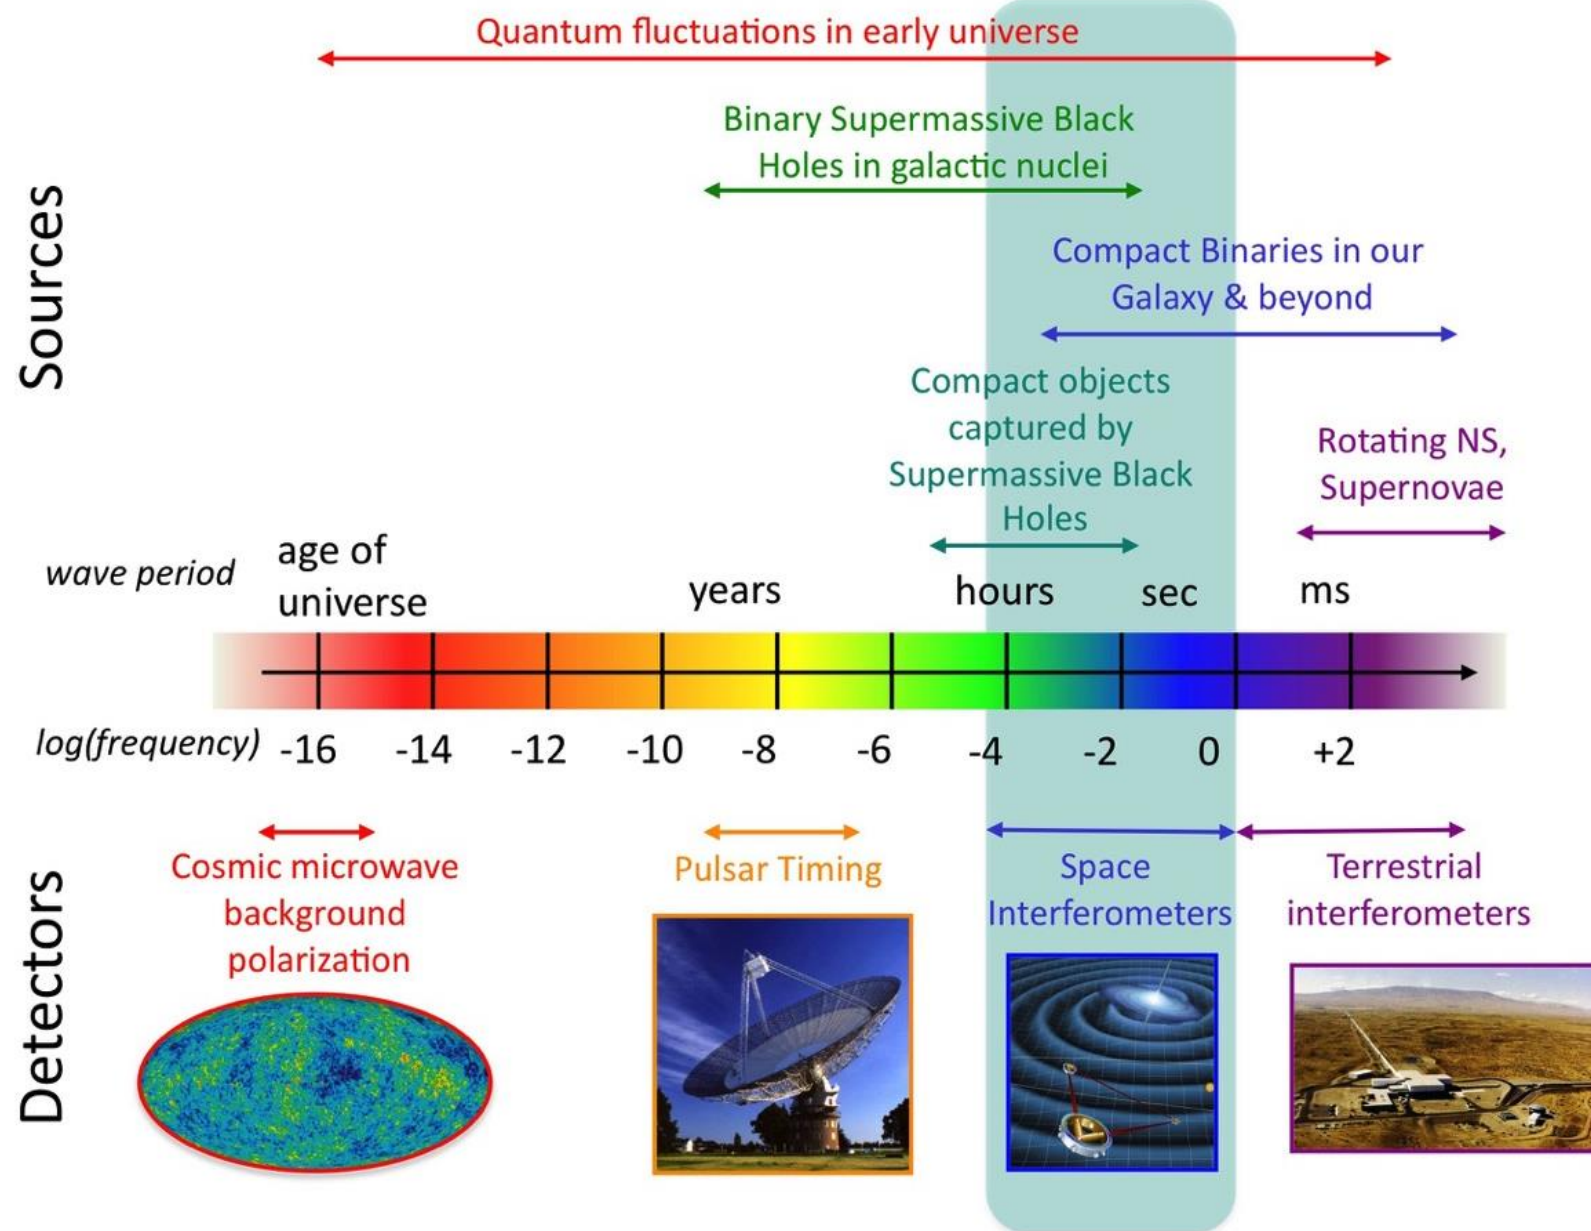 Sources
Quantum fluctuations in early universe
Binary Supermassive Black
Holes in galactic nuclei
Compact Binaries in our
Galaxy & beyond
Compact objects
captured by
Supermassive Black
Holes
Rotating NS,
Supernovae
wave period
age of
universe
years
hours
sec
ms
log(frequency)
-16
-14
-12
-10
-8
-6
-4
-2
0
+2
Detectors
Cosmic microwave
background
polarization
Pulsar Timing
Space
Interferometers
Terrestrial
interferometers